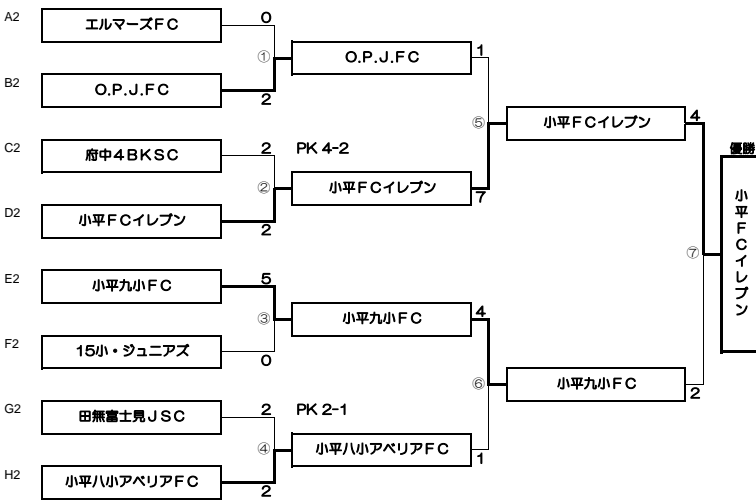 A2 エルマーズＦＣ 0
① O.P.J.FC 1
B2 O.P.J.FC 2
⑤ 小平ＦＣイレブン 4
C2 府中４ＢＫＳＣ 2 PK 4-2
② 小平ＦＣイレブン 7
D2 小平ＦＣイレブン 2
優勝
小平ＦＣイレブン
⑦
E2 小平九小ＦＣ 5
③ 小平九小ＦＣ 4
F2 15小・ジュニアズ 0
⑥ 小平九小ＦＣ 2
G2 田無富士見ＪＳＣ 2 PK 2-1
④ 小平八小アベリアＦＣ 1
H2 小平八小アベリアＦＣ 2